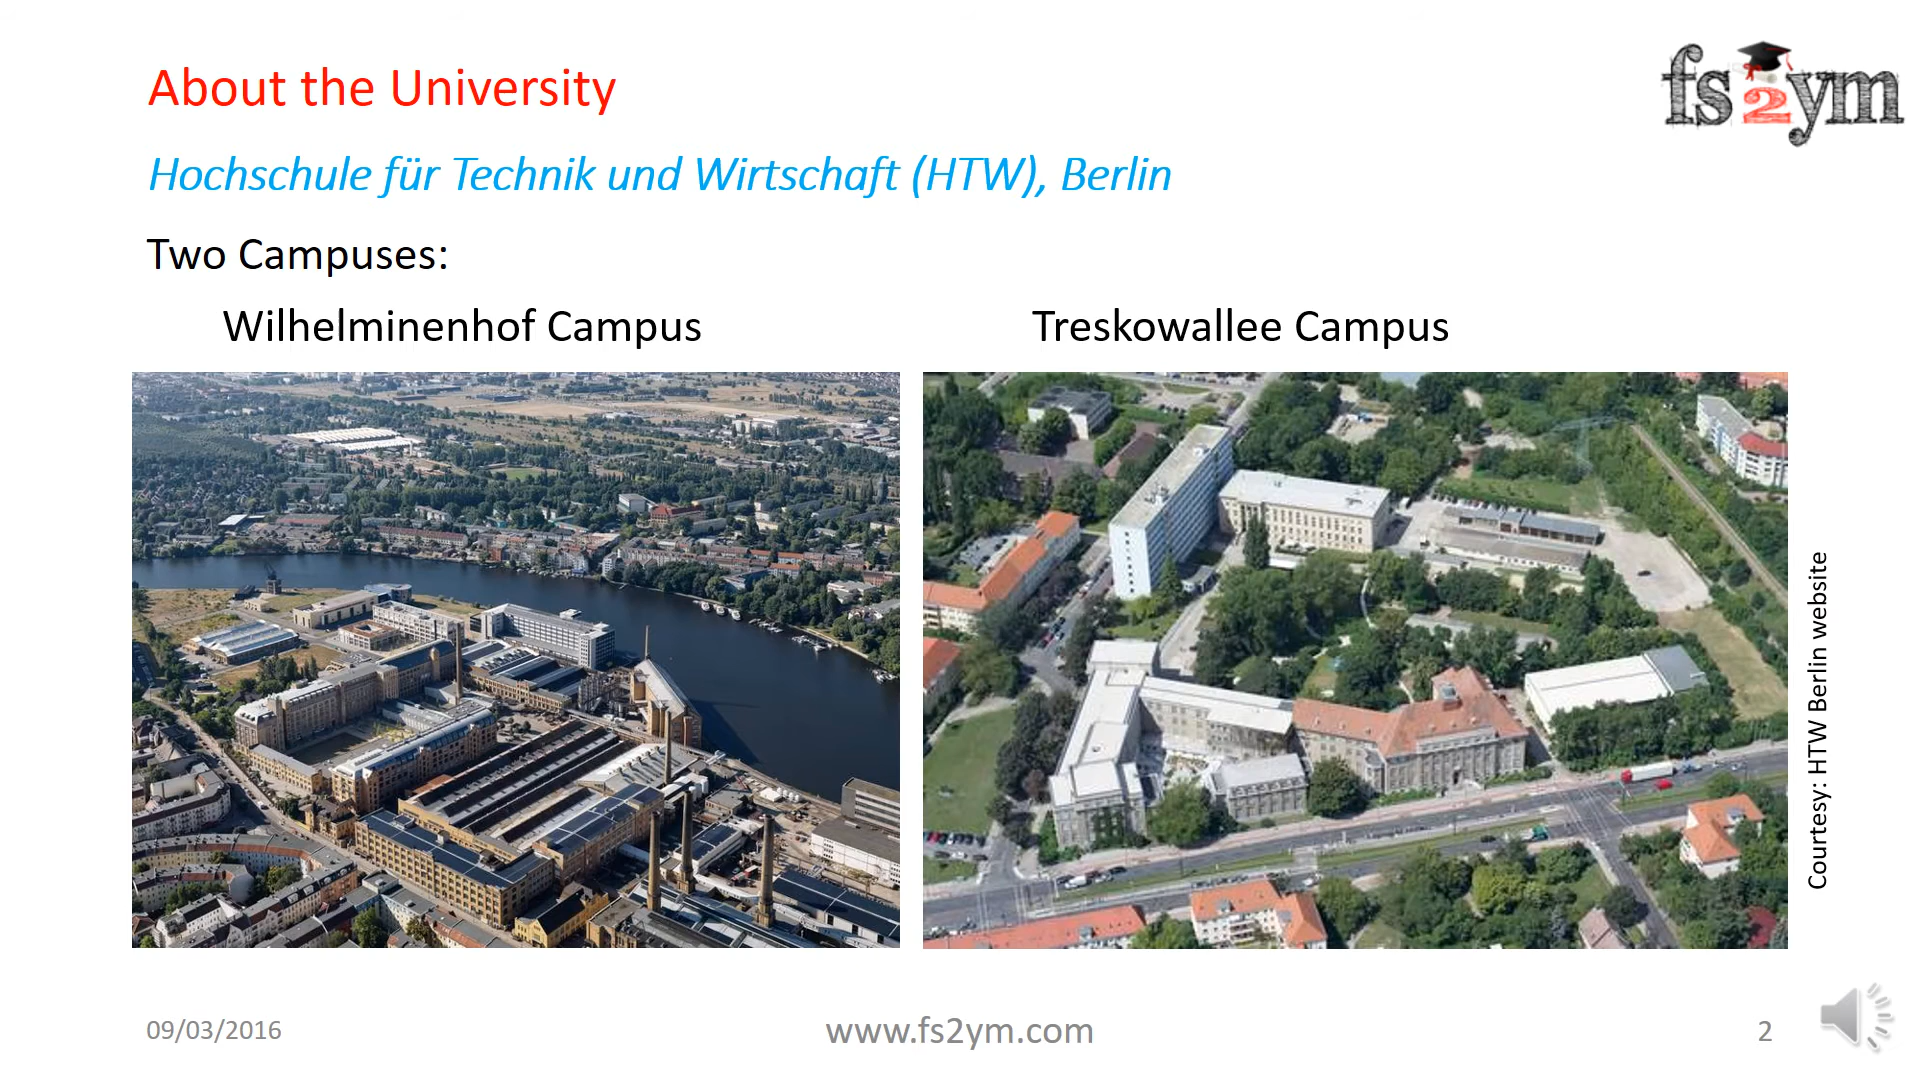 About the University
fs2ym
Hochschule für Technik und Wirtschaft (HTW), Berlin
Two Campuses:
Wilhelminenhof Campus
Treskowallee Campus
Courtesy: HTW Berlin website
09/03/2016
www.fs2ym.com
2